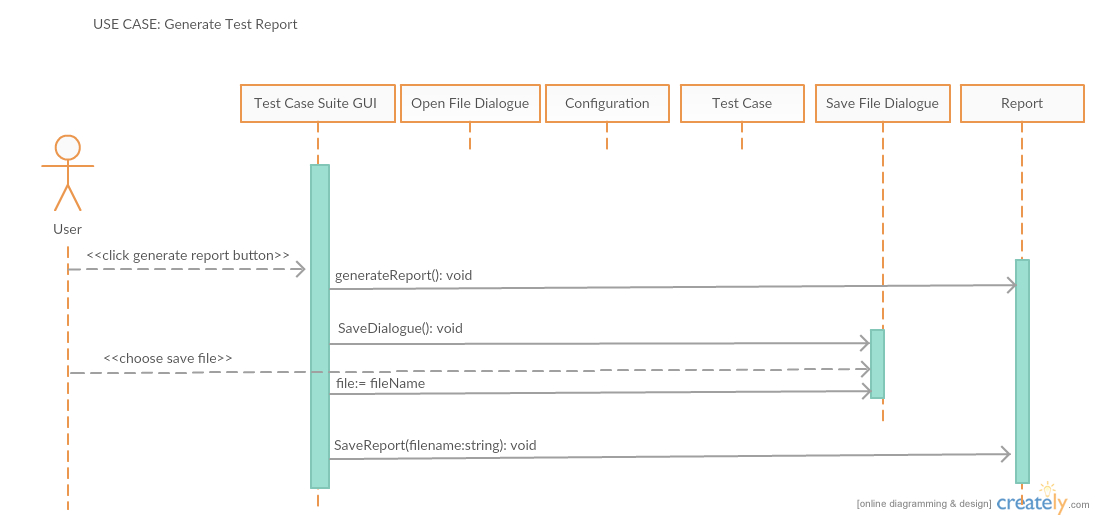 USE CASE: Generate Test Report
Test Case Suite GUI
Open File Dialogue
Configuration
Test Case
Save File Dialogue
Report
User
<<click generate report button>>
generateReport(): void
SaveDialogue(): void
<<choose save file>>
file:= fileName
SaveReport(filename:string): void
[online diagramming & design] creately.com